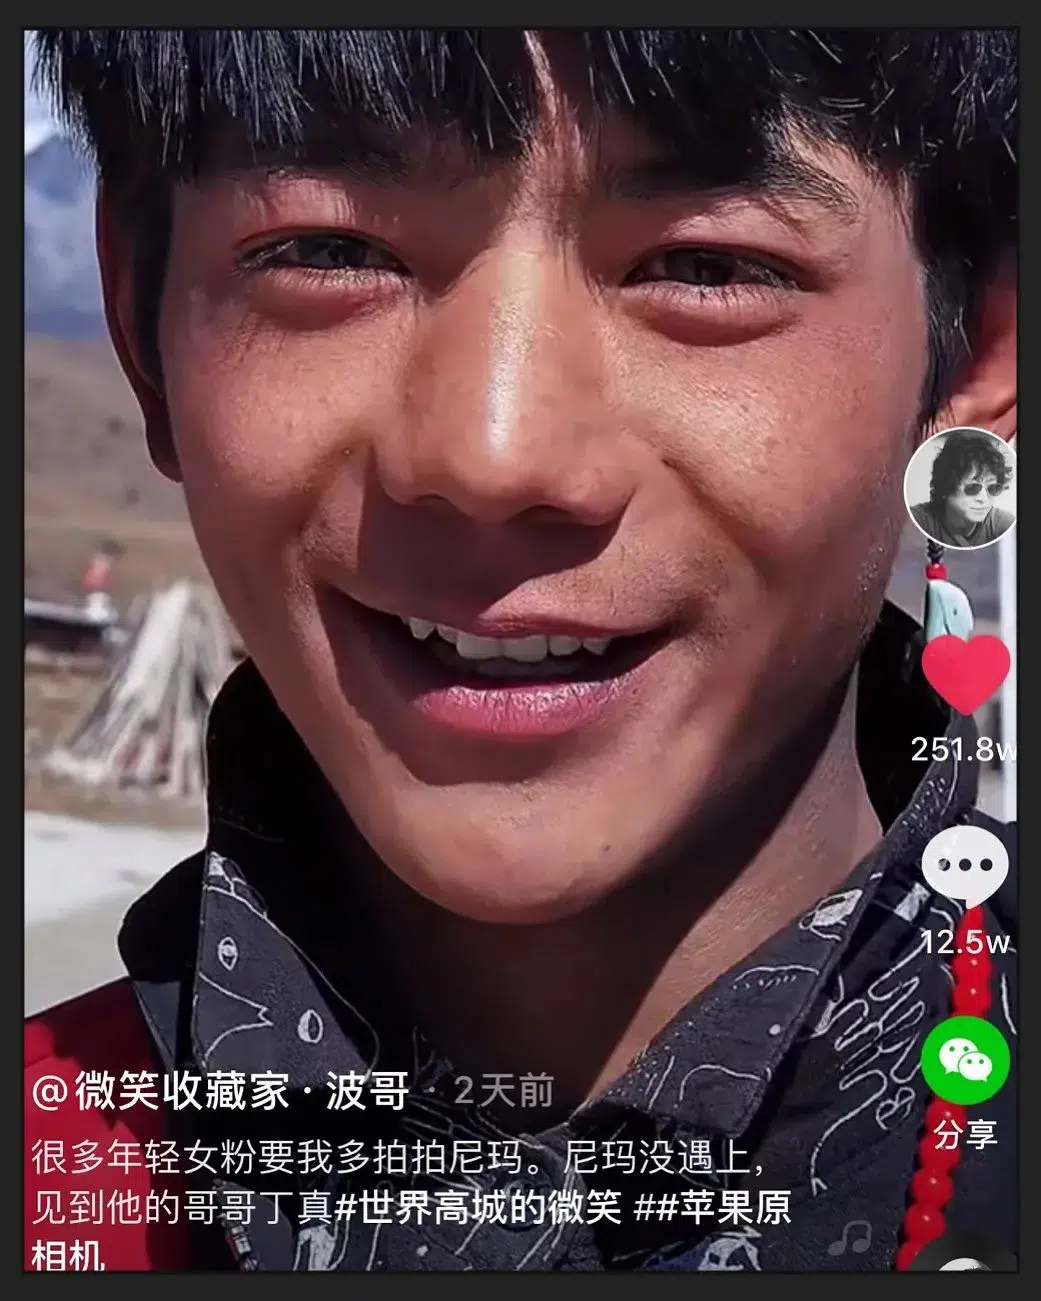 251.8w
12.5w
分享
@微笑收藏家·波哥 · 2天前
很多年轻女粉要我多拍拍尼玛。尼玛没遇上，
见到他的哥哥丁真#世界高城的微笑 ##苹果原
相机